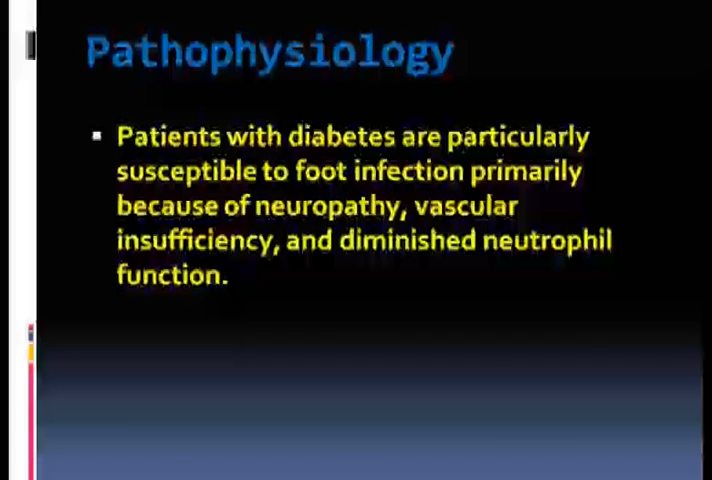 Pathophysiology
▪ Patients with diabetes are particularly
susceptible to foot infection primarily
because of neuropathy, vascular
insufficiency, and diminished neutrophil
function.